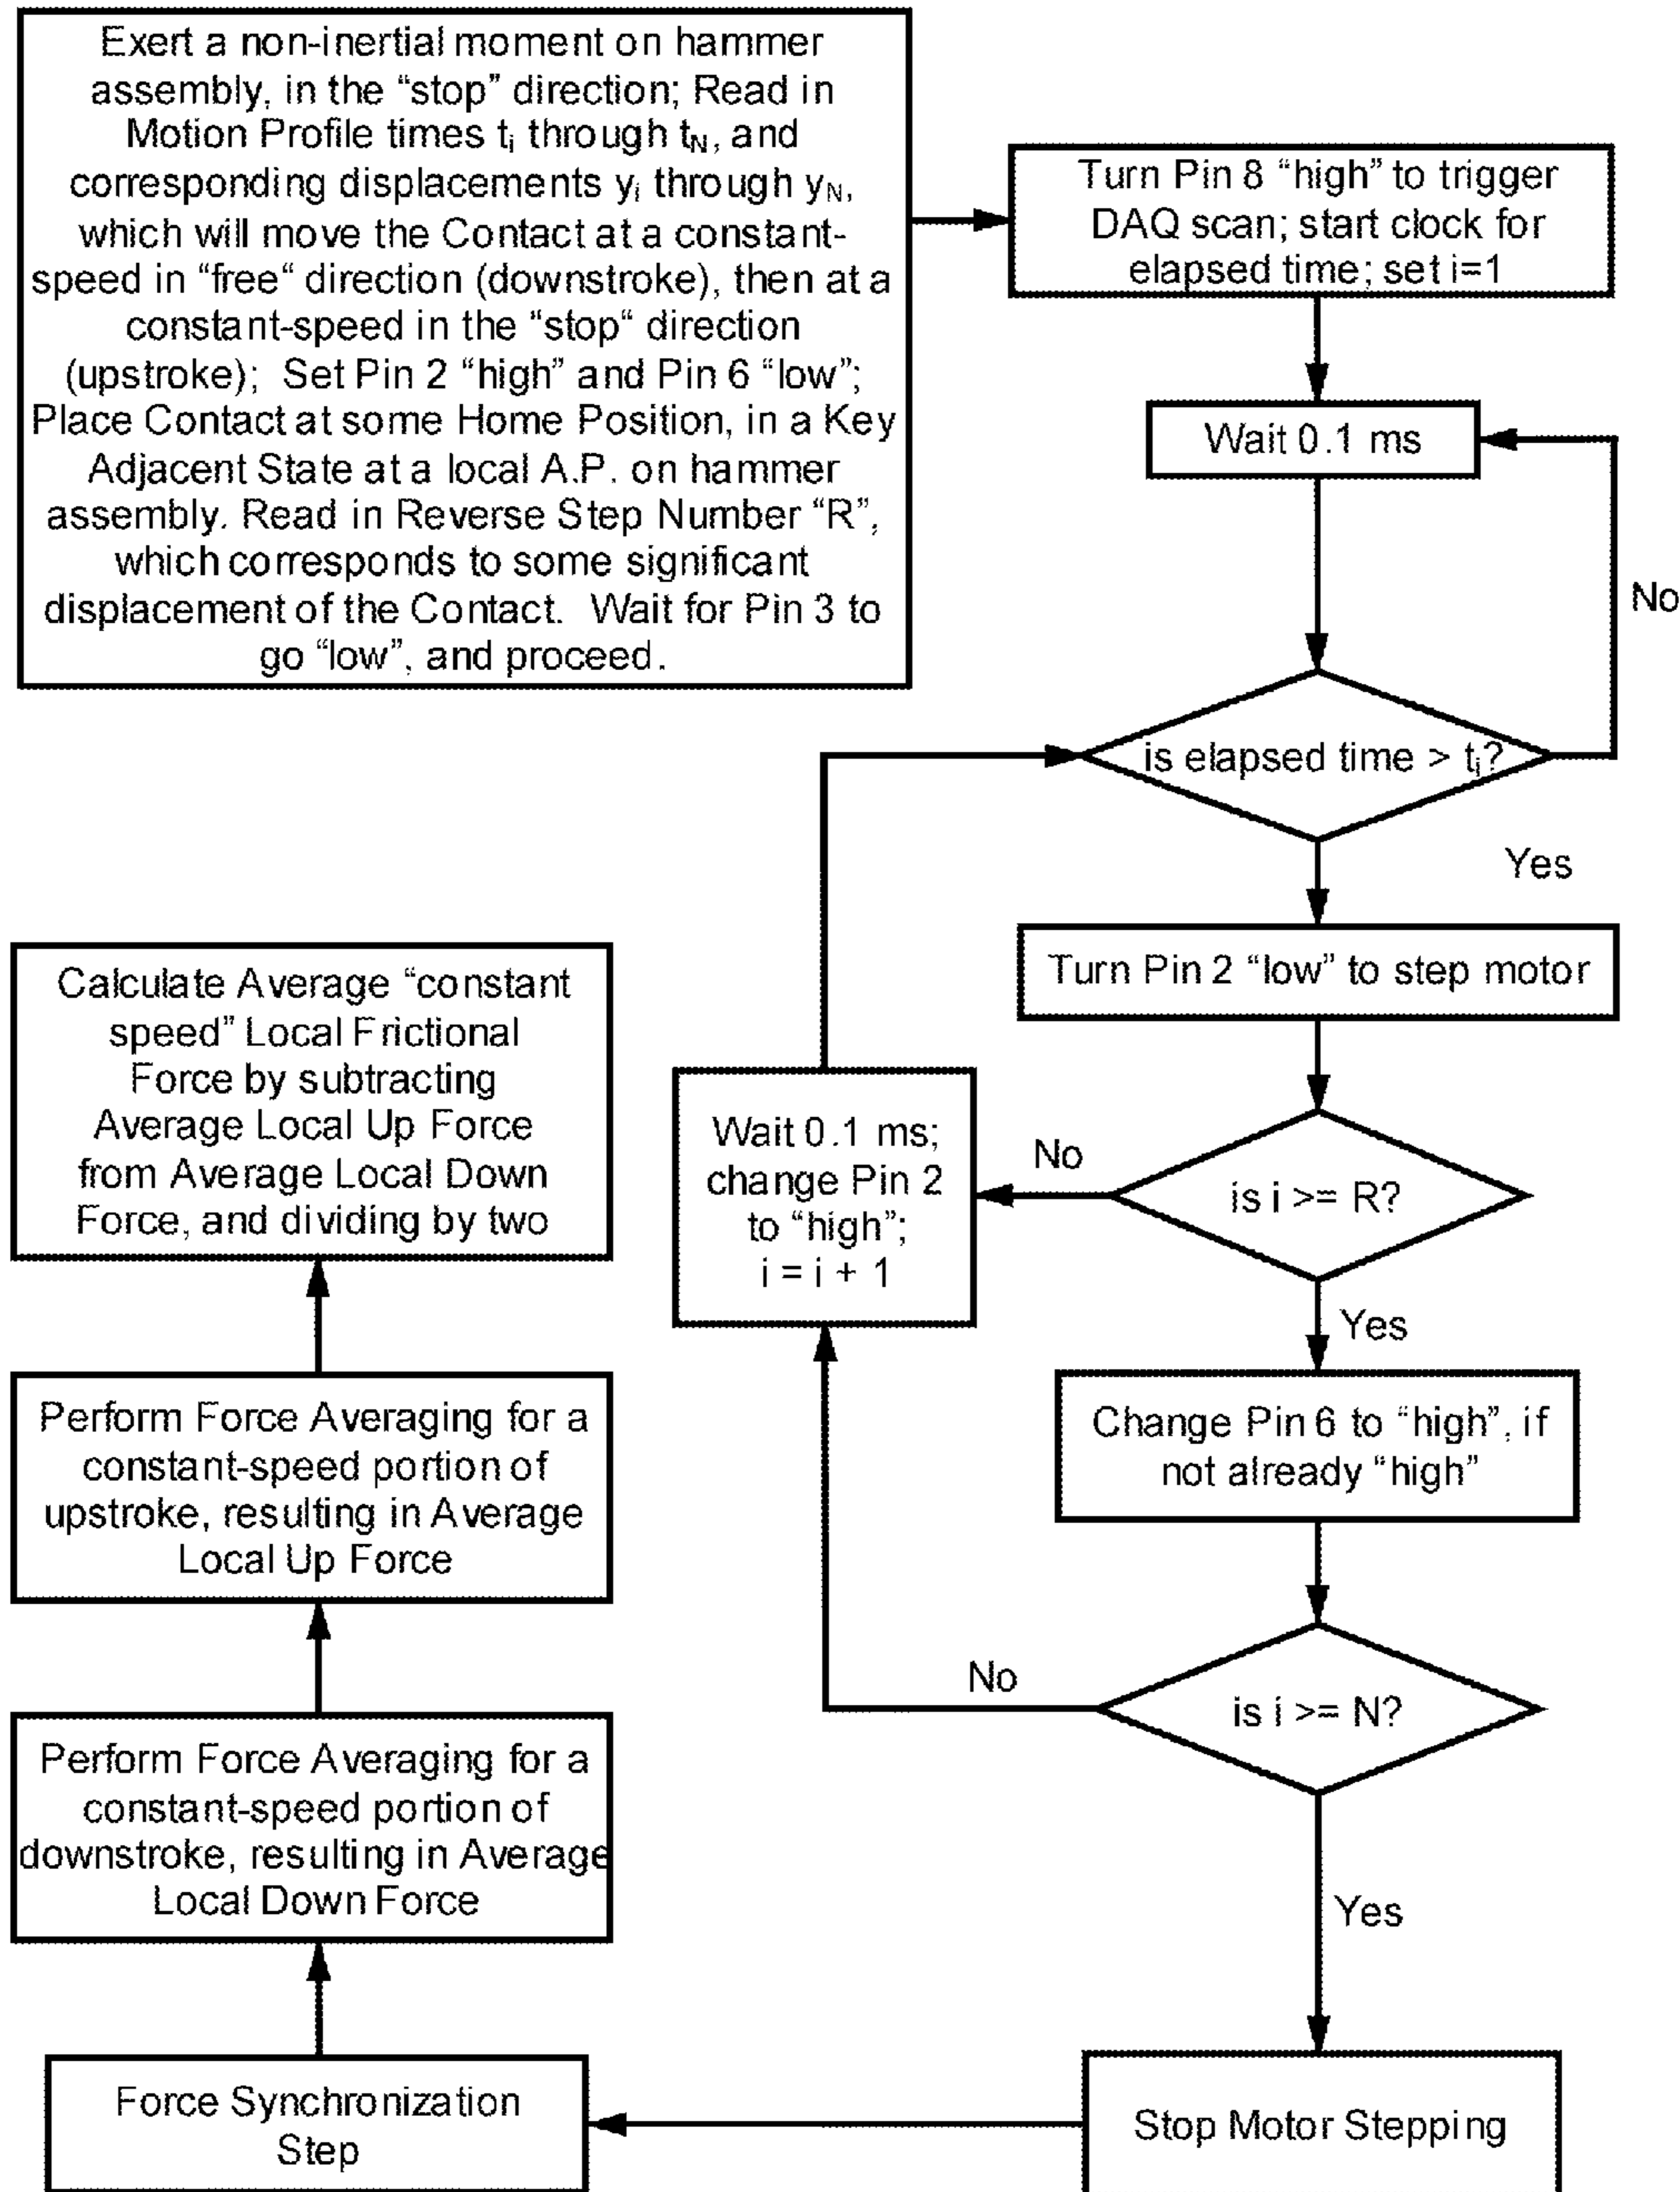 Exert a non-inertial moment on hammer
assembly, in the “stop” direction; Read in
Motion Profile times tᵢ through tN, and
corresponding displacements yᵢ through yN,
which will move the Contact at a constant-
speed in “free“ direction (downstroke), then at a
constant-speed in the “stop“ direction
(upstroke); Set Pin 2 “high” and Pin 6 “low”;
Place Contact at some Home Position, in a Key
Adjacent State at a local A.P. on hammer
assembly. Read in Reverse Step Number “R”,
which corresponds to some significant
displacement of the Contact. Wait for Pin 3 to
go “low”, and proceed.
Turn Pin 8 “high” to trigger
DAQ scan; start clock for
elapsed time; set i=1
Wait 0.1 ms
No
is elapsed time > tᵢ?
Yes
Turn Pin 2 “low” to step motor
is i >= R?
No
Wait 0.1 ms;
change Pin 2
to “high”;
i = i + 1
Yes
Change Pin 6 to “high”, if
not already “high”
is i >= N?
No
Yes
Stop Motor Stepping
Force Synchronization
Step
Perform Force Averaging for a
constant-speed portion of
downstroke, resulting in Average
Local Down Force
Perform Force Averaging for a
constant-speed portion of
upstroke, resulting in Average
Local Up Force
Calculate Average “constant
speed” Local Frictional
Force by subtracting
Average Local Up Force
from Average Local Down
Force, and dividing by two